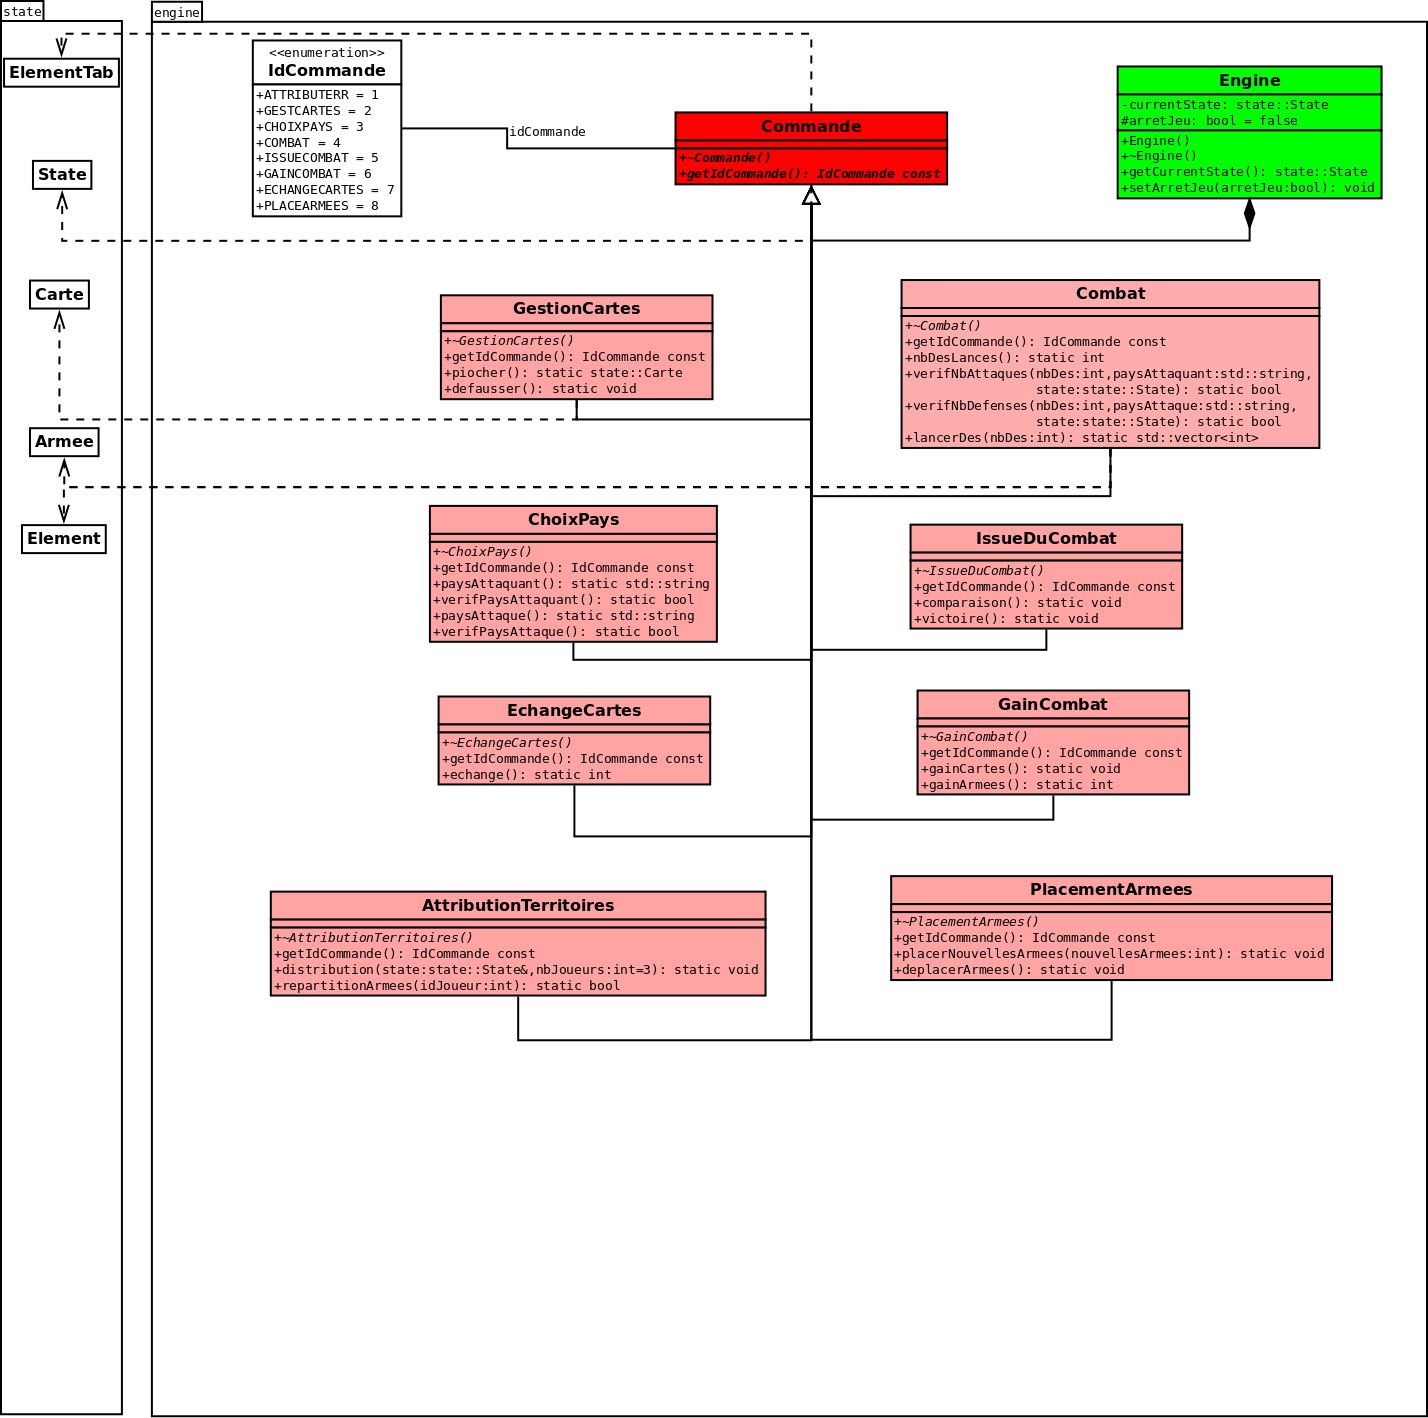 state
ElementTab
State
Carte
Armee
Element
engine
<<enumeration>>
IdCommande
+ATTRIBUTERR = 1
+GESTCARTES = 2
+CHOIXPAYS = 3
+COMBAT = 4
+ISSUECOMBAT = 5
+GAINCOMBAT = 6
+ECHANGECARTES = 7
+PLACEARMEES = 8
idCommande
Commande
+~Commande()
+getIdCommande(): IdCommande const
Engine
-currentState: state::State
#arretJeu: bool = false
+Engine()
+~Engine()
+getCurrentState(): state::State
+setArretJeu(arretJeu:bool): void
GestionCartes
+~GestionCartes()
+getIdCommande(): IdCommande const
+piocher(): static state::Carte
+defausser(): static void
Combat
+~Combat()
+getIdCommande(): IdCommande const
+nbDesLances(): static int
+verifNbAttaques(nbDes:int,paysAttaquant:std::string,
state:state::State): static bool
+verifNbDefenses(nbDes:int,paysAttaque:std::string,
state:state::State): static bool
+lancerDes(nbDes:int): static std::vector<int>
ChoixPays
+~ChoixPays()
+getIdCommande(): IdCommande const
+paysAttaquant(): static std::string
+verifPaysAttaquant(): static bool
+paysAttaque(): static std::string
+verifPaysAttaque(): static bool
IssueDuCombat
+~IssueDuCombat()
+getIdCommande(): IdCommande const
+comparaison(): static void
+victoire(): static void
EchangeCartes
+~EchangeCartes()
+getIdCommande(): IdCommande const
+echange(): static int
GainCombat
+~GainCombat()
+getIdCommande(): IdCommande const
+gainCartes(): static void
+gainArmees(): static int
AttributionTerritoires
+~AttributionTerritoires()
+getIdCommande(): IdCommande const
+distribution(state:state::State&,nbJoueurs:int=3): static void
+repartitionArmees(idJoueur:int): static bool
PlacementArmees
+~PlacementArmees()
+getIdCommande(): IdCommande const
+placerNouvellesArmees(nouvellesArmees:int): static void
+deplacerArmees(): static void